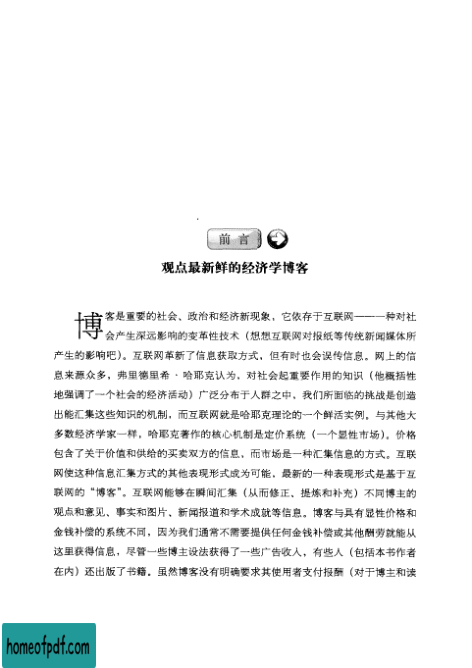 前言
观点最新鲜的经济学博客
博客是重要的社会、政治和经济新现象，它依存于互联网——一种对社
会产生深远影响的变革性技术（想想互联网对报纸等传统新闻媒体所
产生的影响吧）。互联网革新了信息获取方式，但有时也会误传信息。网上的信
息来源众多，弗里德里希·哈耶克认为，对社会起重要作用的知识（他概括性
地强调了一个社会的经济活动）广泛分布于人群之中，我们所面临的挑战是创造
出能汇集这些知识的机制，而互联网就是哈耶克理论的一个鲜活实例。与其他大
多数经济学家一样，哈耶克著作的核心机制是定价系统（一个显性市场）。价格
包含了关于价值和供给的买卖双方的信息，而市场是一种汇集信息的方式。互联
网使这种信息汇集方式的其他表现形式成为可能，最新的一种表现形式是基于互
联网的“博客”。互联网能够在瞬间汇集（从而修正、提炼和补充）不同博主的
观点和意见、事实和图片、新闻报道和学术成就等信息。博客与具有显性价格和
金钱补偿的系统不同，因为我们通常不需要提供任何金钱补偿或其他酬劳就能从
这里获得信息，尽管一些博主设法获得了一些广告收人，有些人（包括本书作者
在内）还出版了书籍。虽然博客没有明确要求其使用者支付报酬（对于博主和读
homeofpdf.com